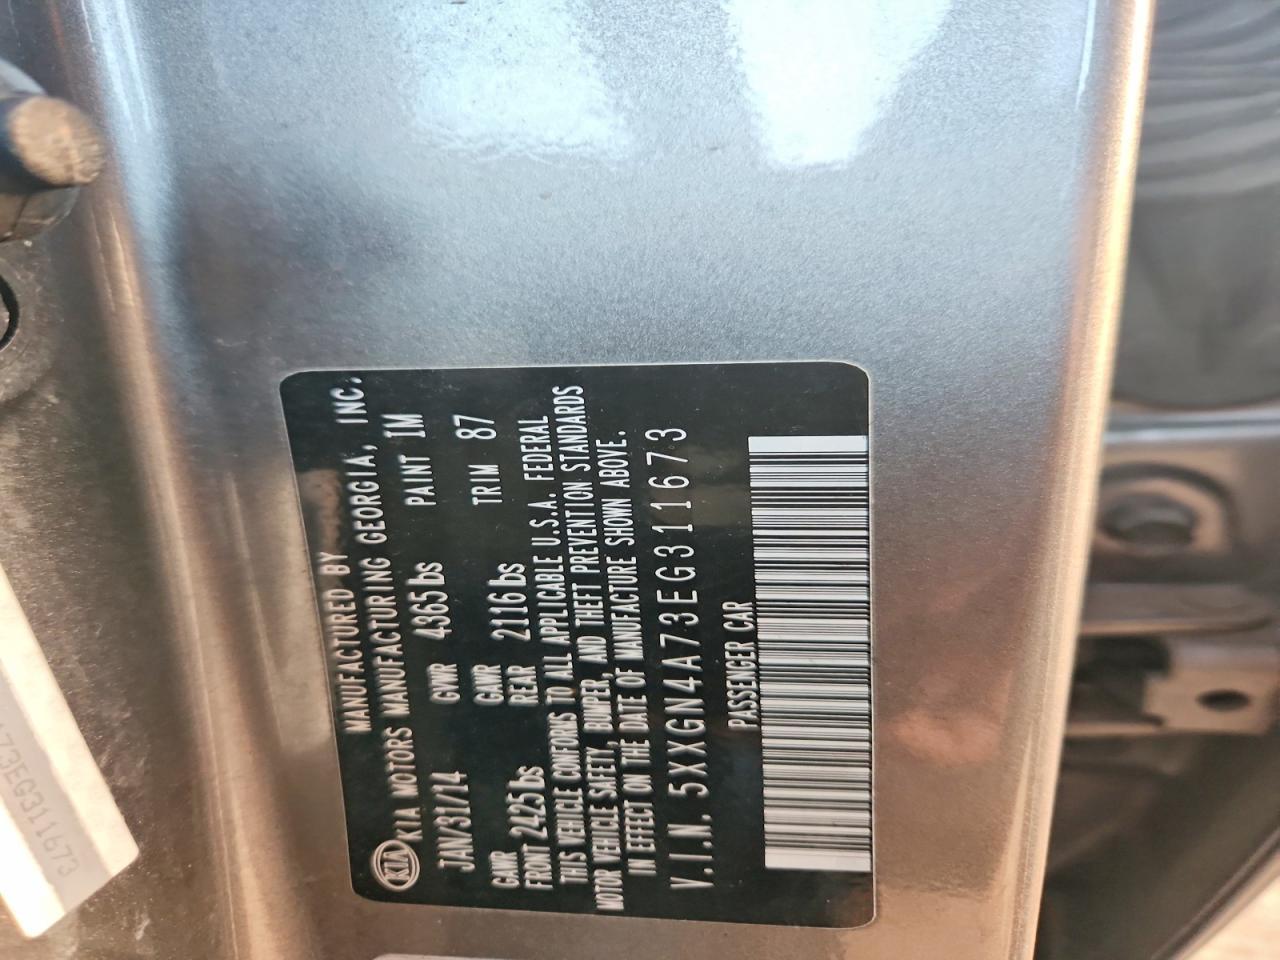 MANUFACTURED BY
KIA KIA MOTORS MANUFACTURING GEORGIA, INC.
JAN/31/14 GVWR 4365 lbs PAINT IM
GAWR FRONT 2425 lbs GAWR REAR 2116 lbs TRIM 87
THIS VEHICLE CONFORMS TO ALL APPLICABLE U.S.A. FEDERAL
MOTOR VEHICLE SAFETY, BUMPER, AND THEFT PREVENTION STANDARDS
IN EFFECT ON THE DATE OF MANUFACTURE SHOWN ABOVE.
V.I.N. 5XXGN4A73EG311673
PASSENGER CAR
A73EG311673